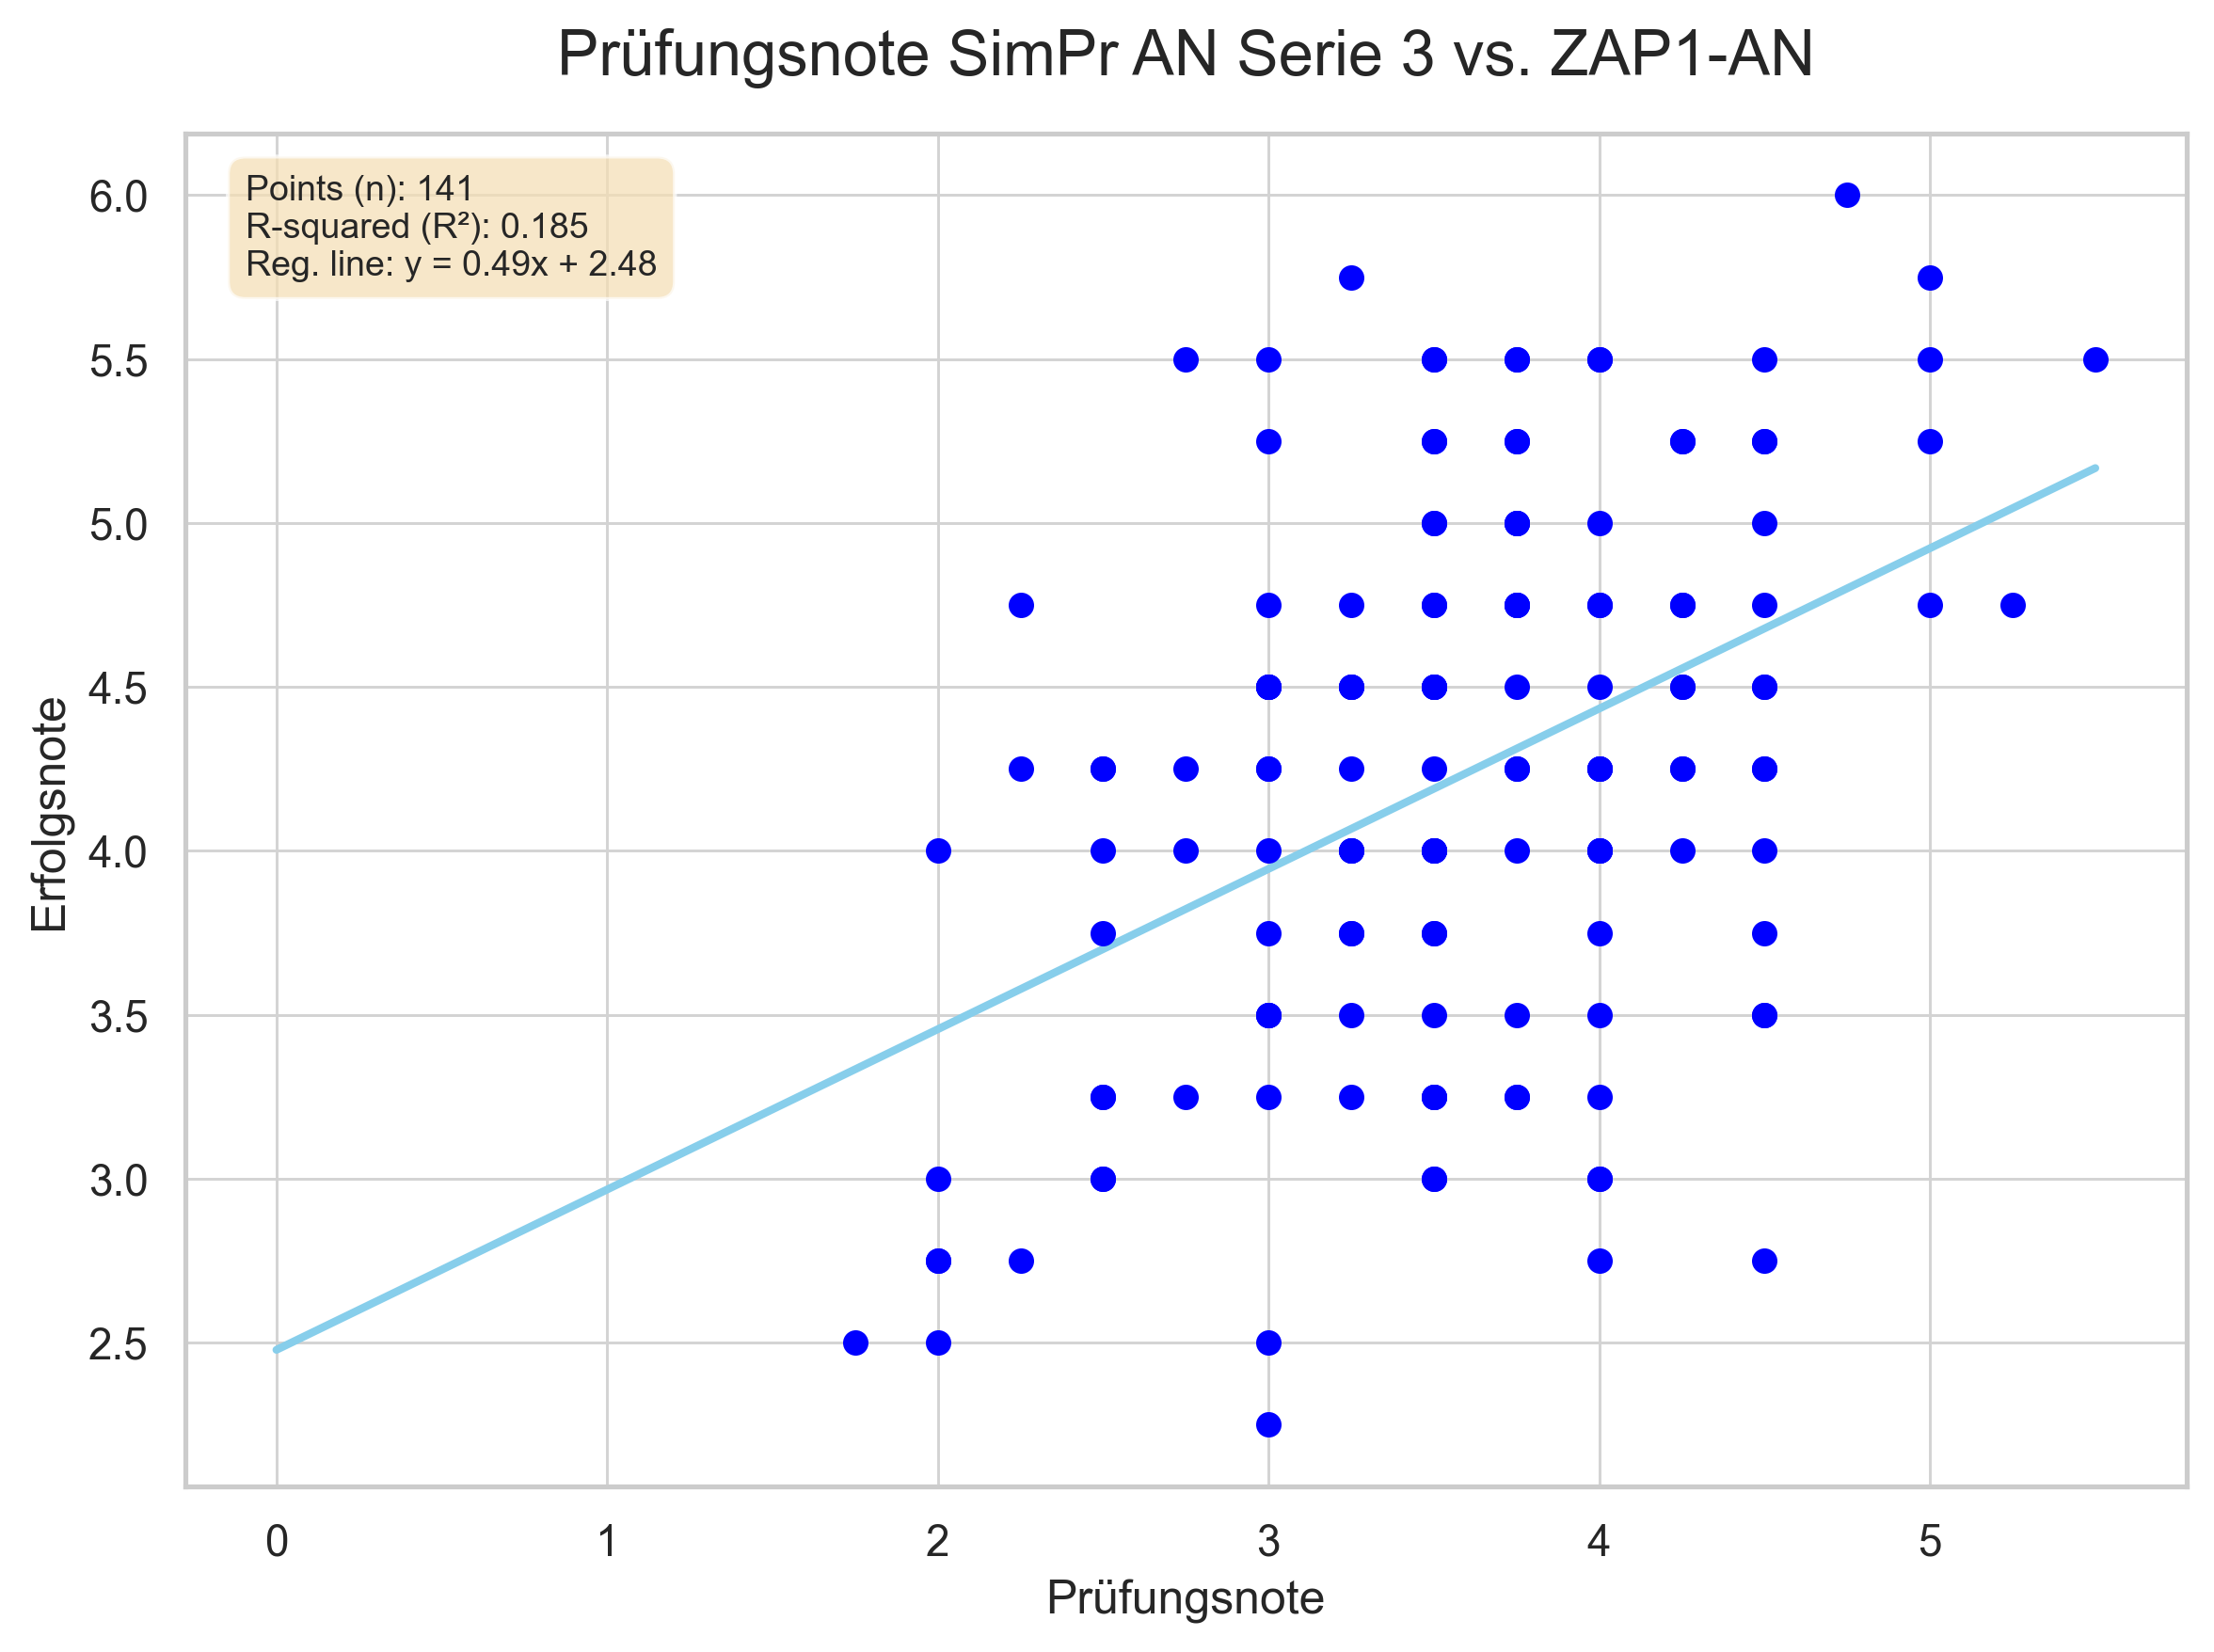 Prüfungsnote SimPr AN Serie 3 vs. ZAP1-AN
Points (n): 141
R-squared (R²): 0.185
Reg. line: y = 0.49x + 2.48
6.0
5.5
5.0
4.5
4.0
3.5
3.0
2.5
Erfolgsnote
0 1 2 3 4 5
Prüfungsnote